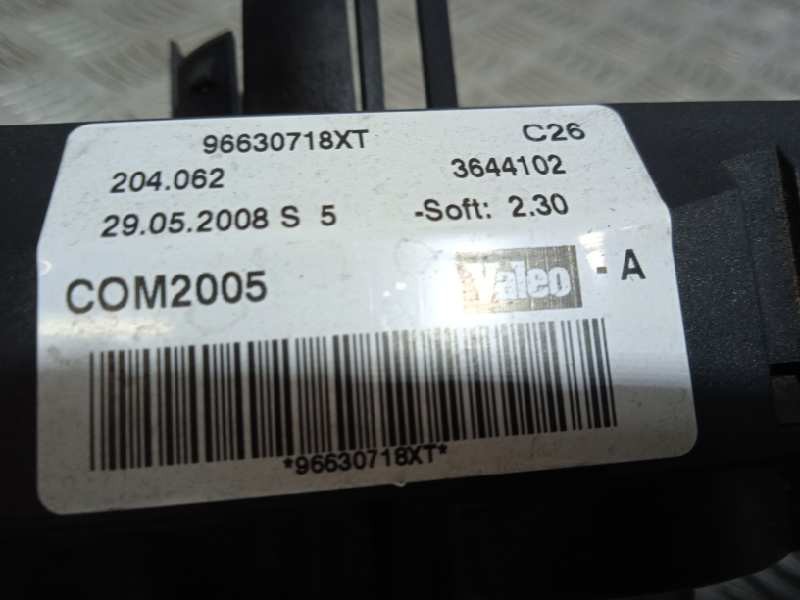 96630718XT C26
204.062 3644102
29.05.2008 S 5 -Soft: 2.30
COM2005 Valeo - A
*96630718XT*